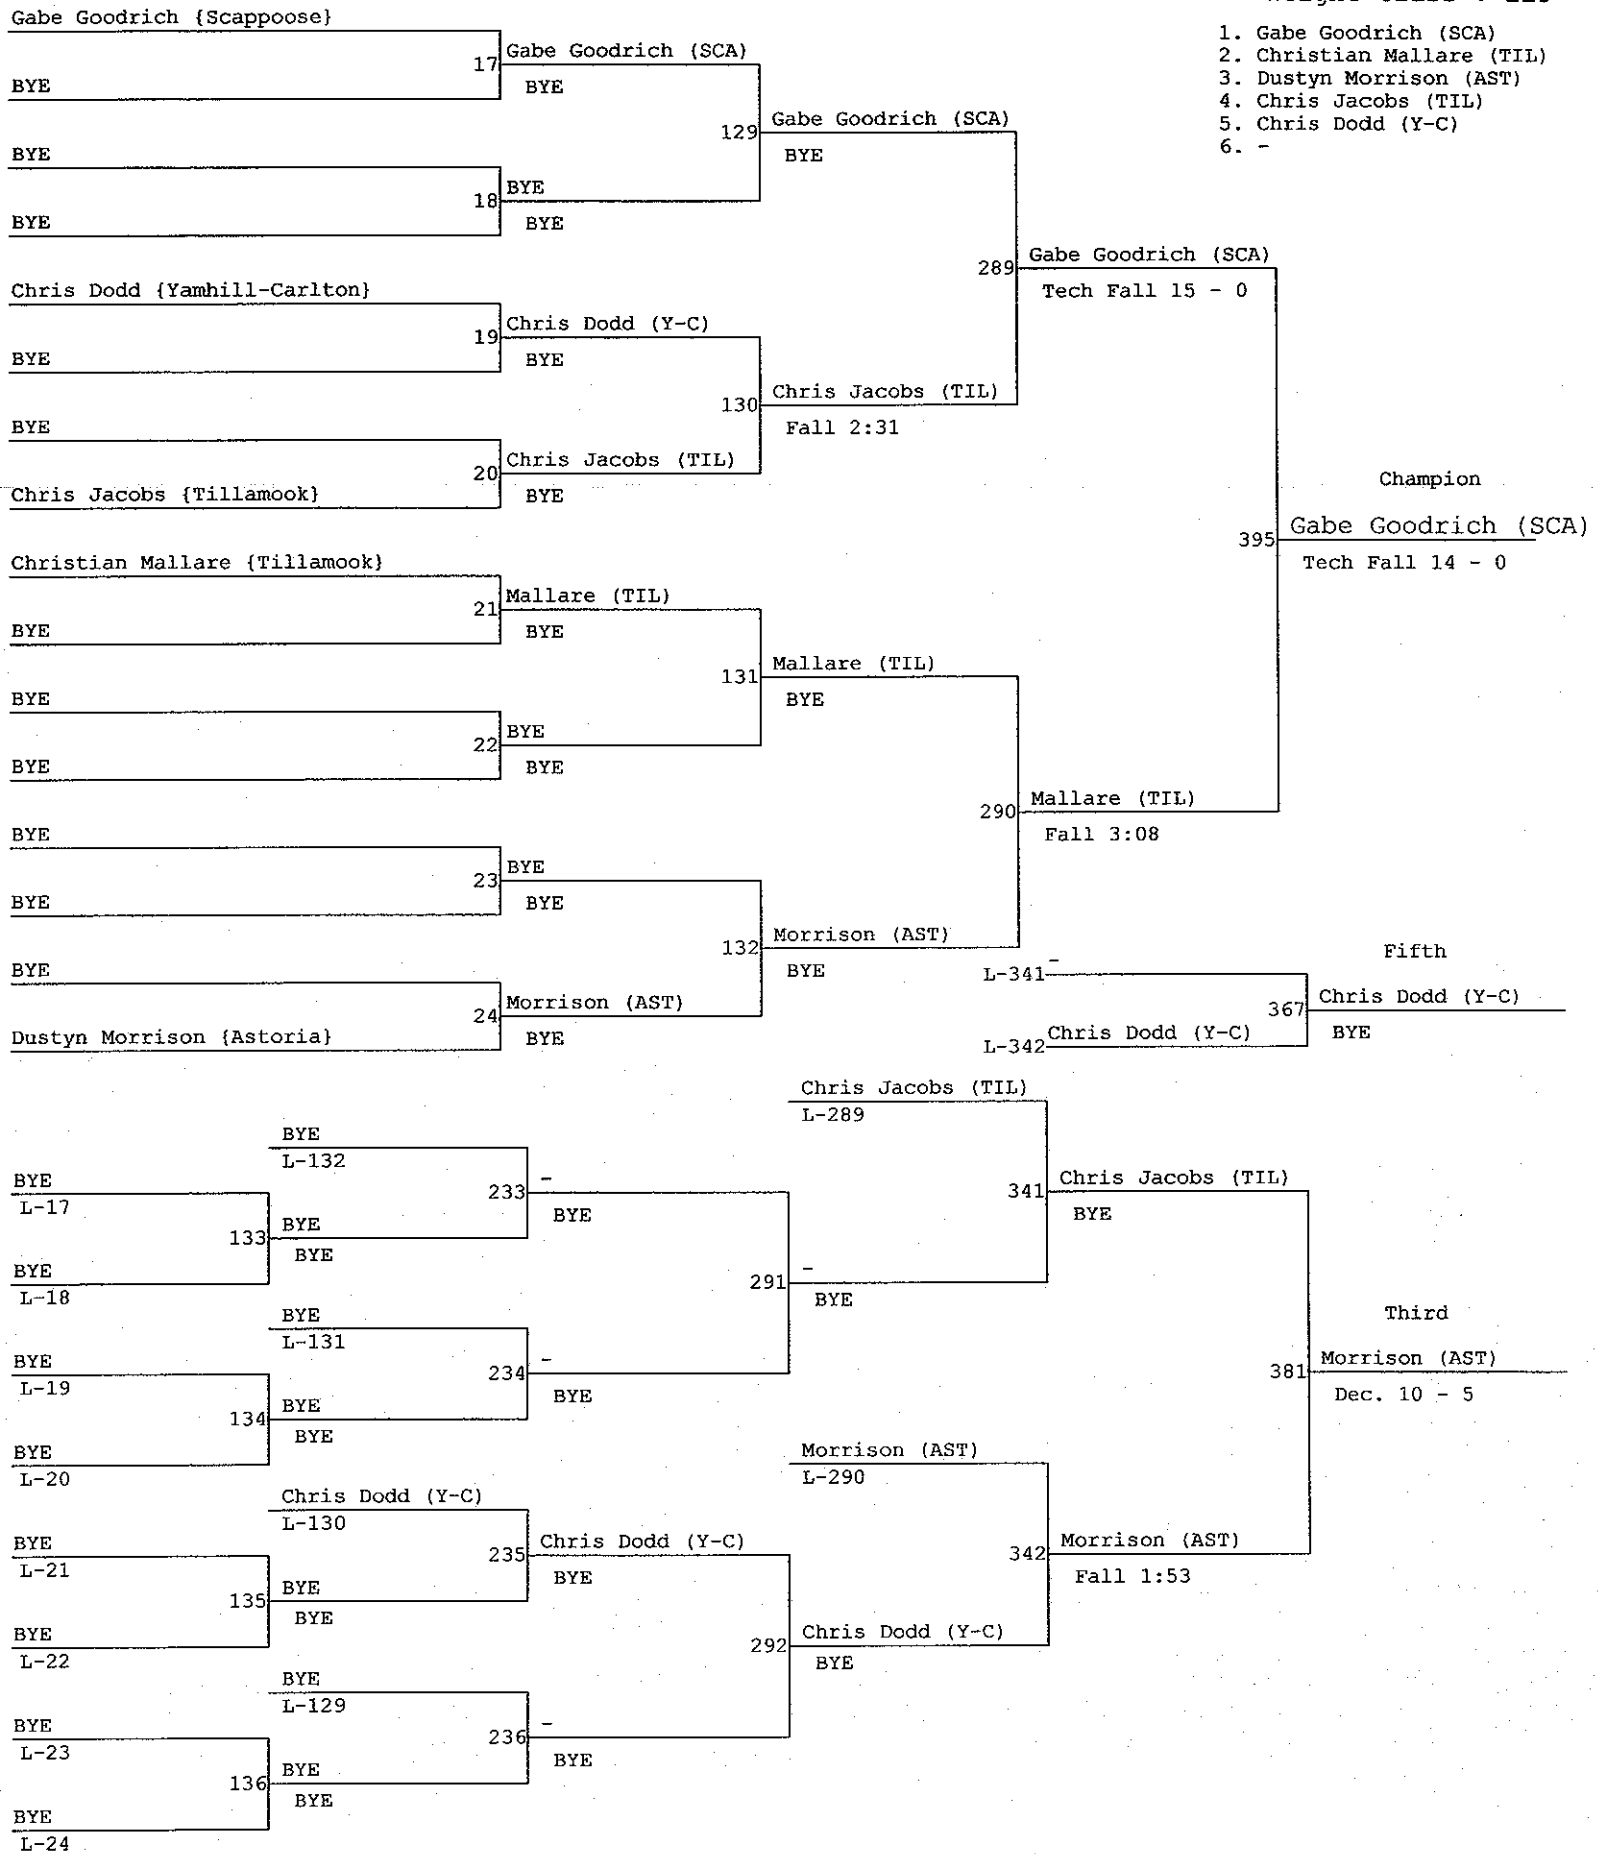 Gabe Goodrich {Scappoose}
BYE
BYE
BYE
Chris Dodd {Yamhill-Carlton}
BYE
BYE
Chris Jacobs {Tillamook}
Christian Mallare {Tillamook}
BYE
BYE
BYE
BYE
BYE
BYE
Dustyn Morrison {Astoria}
17
Gabe Goodrich (SCA)
BYE
18
BYE
BYE
19
Chris Dodd (Y-C)
BYE
20
Chris Jacobs (TIL)
BYE
21
Mallare (TIL)
BYE
22
BYE
BYE
23
BYE
BYE
24
Morrison (AST)
BYE
129
Gabe Goodrich (SCA)
BYE
130
Chris Jacobs (TIL)
Fall 2:31
131
Mallare (TIL)
BYE
132
Morrison (AST)
BYE
289
Gabe Goodrich (SCA)
Tech Fall 15 - 0
290
Mallare (TIL)
Fall 3:08
1. Gabe Goodrich (SCA)
2. Christian Mallare (TIL)
3. Dustyn Morrison (AST)
4. Chris Jacobs (TIL)
5. Chris Dodd (Y-C)
6. -
Champion
395
Gabe Goodrich (SCA)
Tech Fall 14 - 0
Fifth
-
L-341
L-342
Chris Dodd (Y-C)
367
Chris Dodd (Y-C)
BYE
BYE
L-17
BYE
L-18
BYE
L-19
BYE
L-20
BYE
L-21
BYE
L-22
BYE
L-23
BYE
L-24
BYE
L-132
133
BYE
BYE
BYE
L-131
134
BYE
BYE
Chris Dodd (Y-C)
L-130
135
BYE
BYE
BYE
L-129
136
BYE
BYE
233
-
BYE
234
-
BYE
235
Chris Dodd (Y-C)
BYE
236
-
BYE
Chris Jacobs (TIL)
L-289
291
-
BYE
Morrison (AST)
L-290
292
Chris Dodd (Y-C)
BYE
341
Chris Jacobs (TIL)
BYE
342
Morrison (AST)
Fall 1:53
Third
381
Morrison (AST)
Dec. 10 - 5